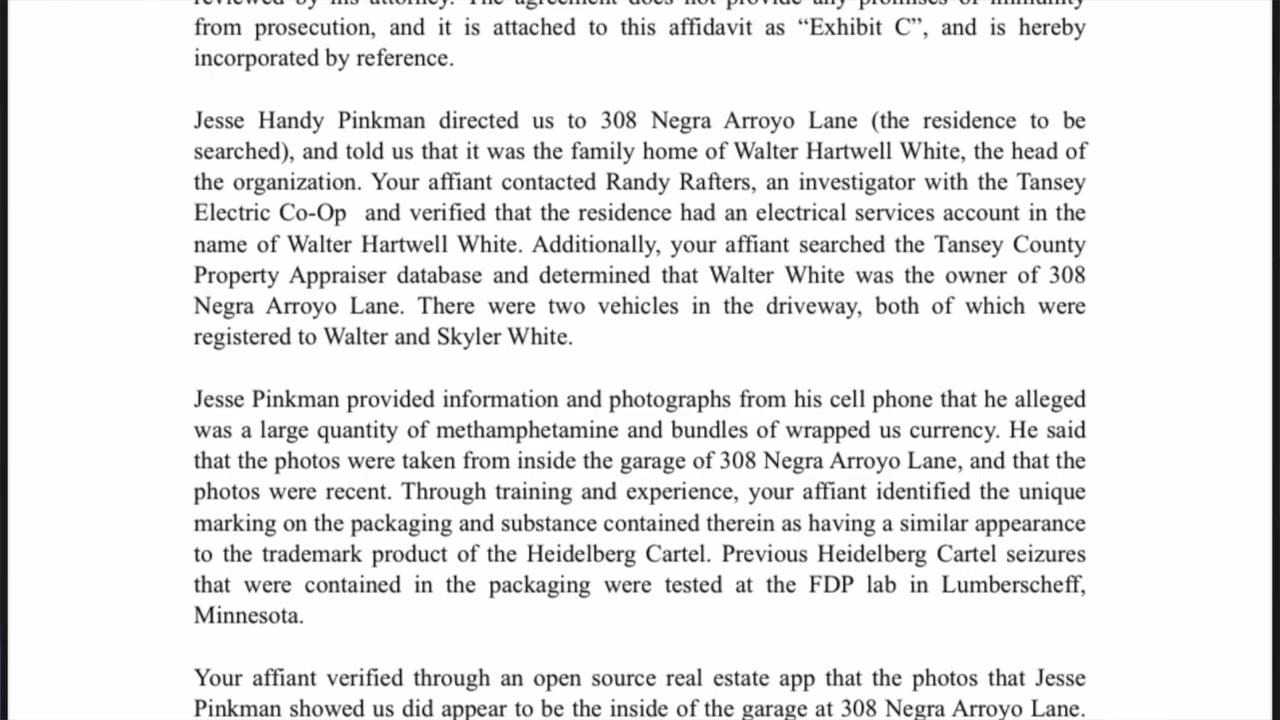 reviewed by his attorney. The agreement does not provide any promises of immunity
from prosecution, and it is attached to this affidavit as “Exhibit C”, and is hereby
incorporated by reference.
Jesse Handy Pinkman directed us to 308 Negra Arroyo Lane (the residence to be
searched), and told us that it was the family home of Walter Hartwell White, the head of
the organization. Your affiant contacted Randy Rafters, an investigator with the Tansey
Electric Co-Op  and verified that the residence had an electrical services account in the
name of Walter Hartwell White. Additionally, your affiant searched the Tansey County
Property Appraiser database and determined that Walter White was the owner of 308
Negra Arroyo Lane. There were two vehicles in the driveway, both of which were
registered to Walter and Skyler White.
Jesse Pinkman provided information and photographs from his cell phone that he alleged
was a large quantity of methamphetamine and bundles of wrapped us currency. He said
that the photos were taken from inside the garage of 308 Negra Arroyo Lane, and that the
photos were recent. Through training and experience, your affiant identified the unique
marking on the packaging and substance contained therein as having a similar appearance
to the trademark product of the Heidelberg Cartel. Previous Heidelberg Cartel seizures
that were contained in the packaging were tested at the FDP lab in Lumberscheff,
Minnesota.
Your affiant verified through an open source real estate app that the photos that Jesse
Pinkman showed us did appear to be the inside of the garage at 308 Negra Arroyo Lane.